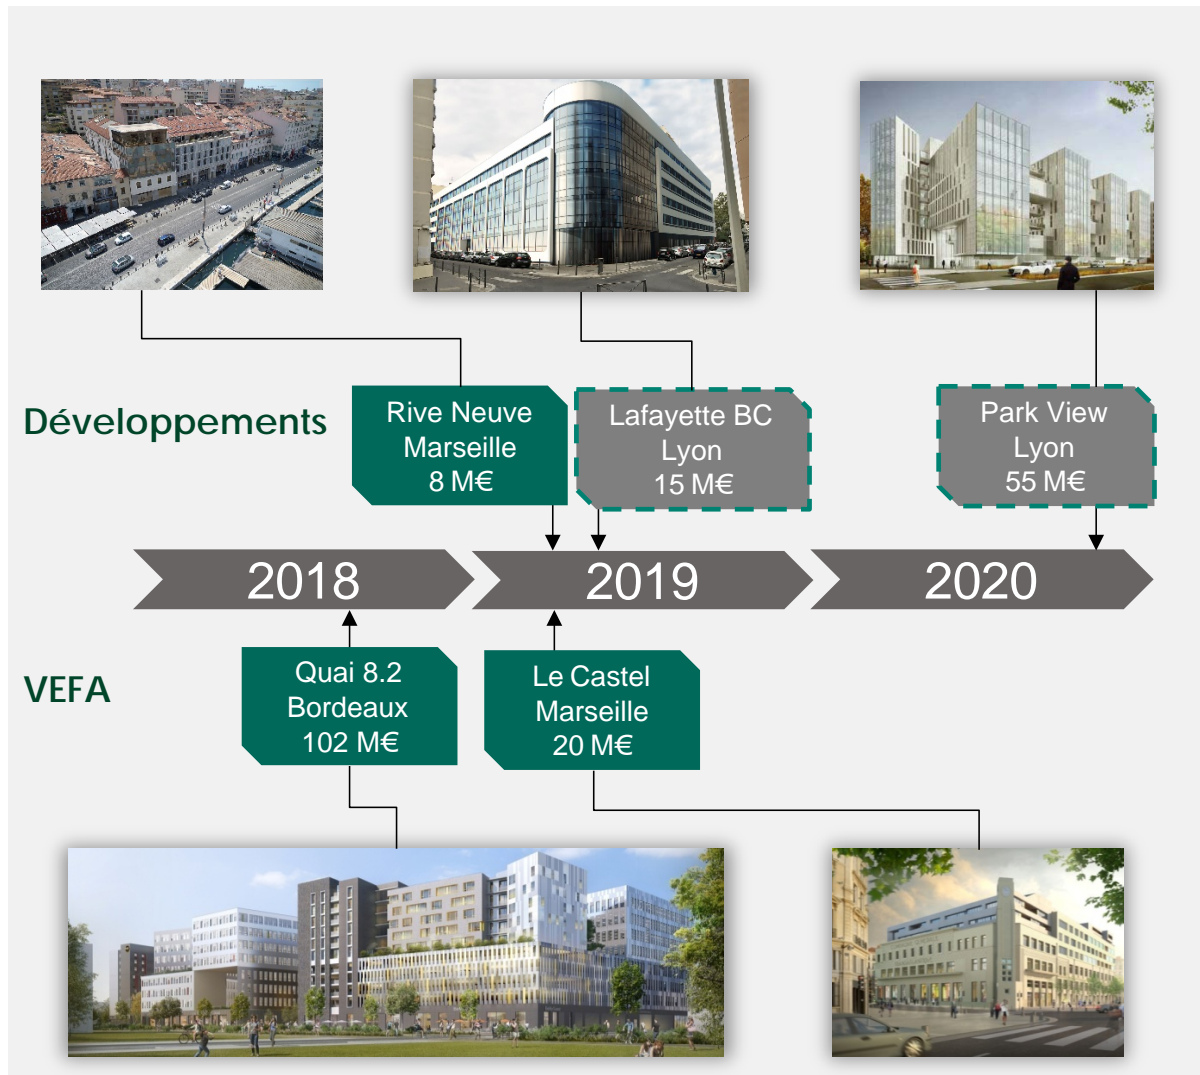 Développements
Rive Neuve
Marseille
8 M€
Lafayette BC
Lyon
15 M€
Park View
Lyon
55 M€
2018
2019
2020
VEFA
Quai 8.2
Bordeaux
102 M€
Le Castel
Marseille
20 M€